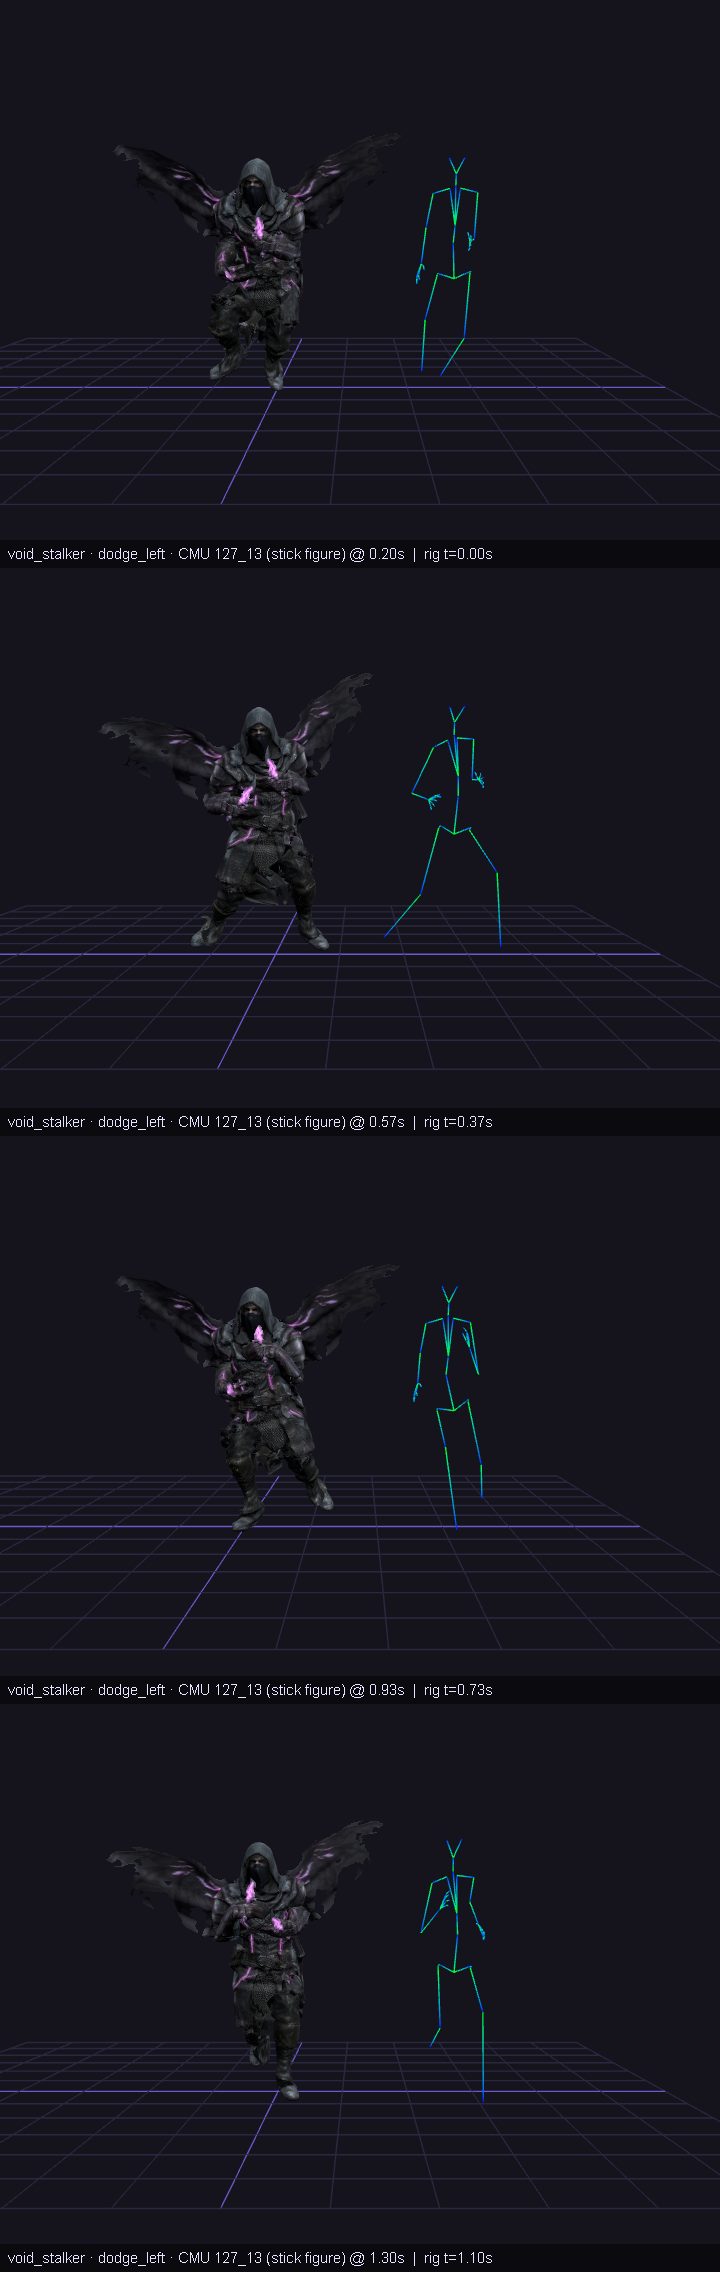 void_stalker · dodge_left · CMU 127_13 (stick figure) @ 0.20s | rig t=0.00s
void_stalker · dodge_left · CMU 127_13 (stick figure) @ 0.57s | rig t=0.37s
void_stalker · dodge_left · CMU 127_13 (stick figure) @ 0.93s | rig t=0.73s
void_stalker · dodge_left · CMU 127_13 (stick figure) @ 1.30s | rig t=1.10s